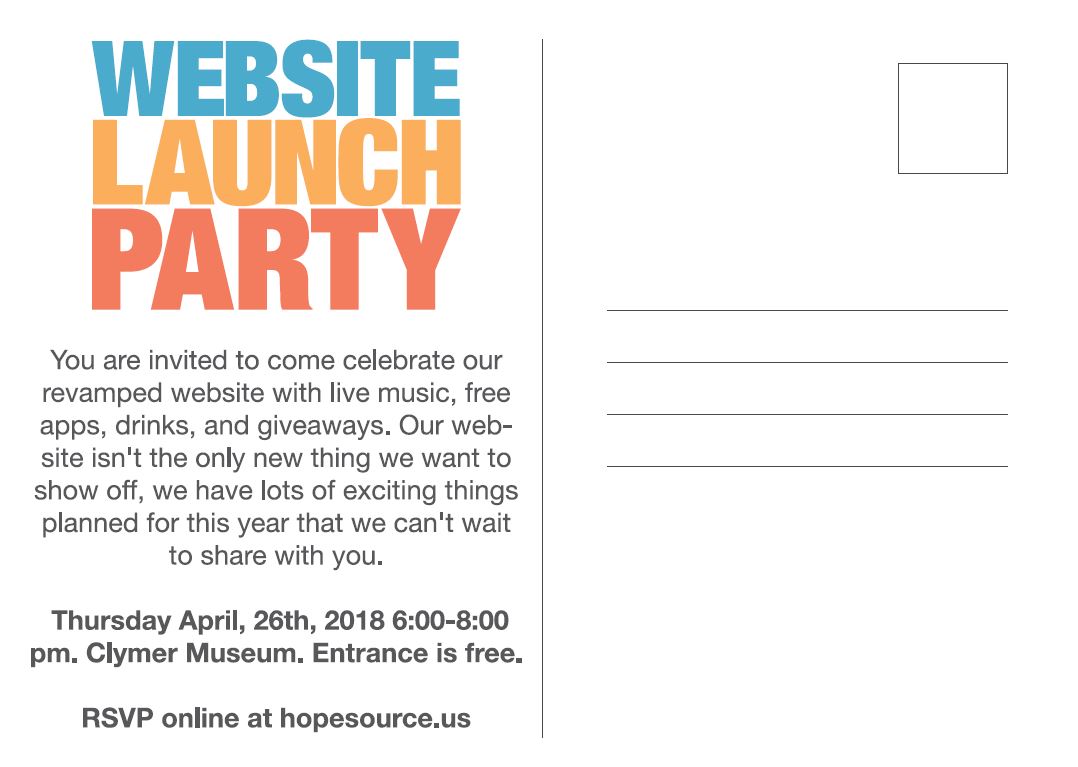 WEBSITE
LAUNCH
PARTY
You are invited to come celebrate our
revamped website with live music, free
apps, drinks, and giveaways. Our web-
site isn't the only new thing we want to
show off, we have lots of exciting things
planned for this year that we can't wait
to share with you.
Thursday April, 26th, 2018 6:00-8:00
pm. Clymer Museum. Entrance is free.
RSVP online at hopesource.us